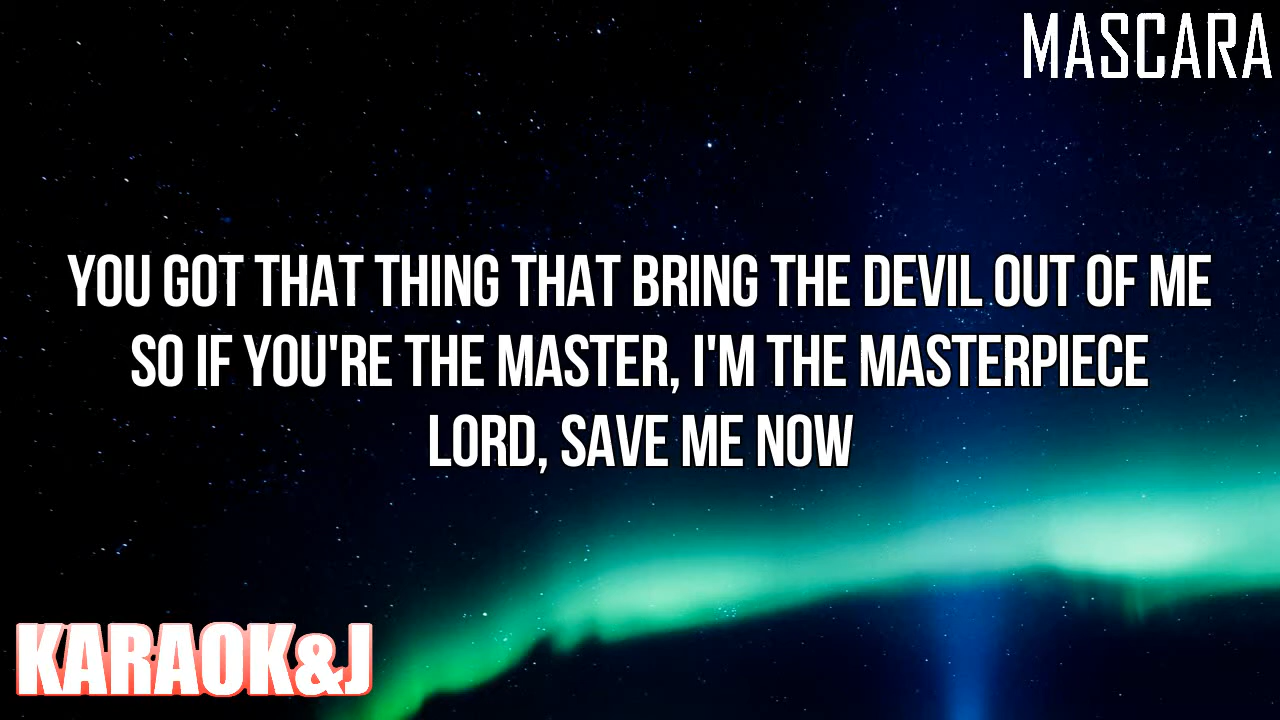 MASCARA
YOU GOT THAT THING THAT BRING THE DEVIL OUT OF ME
SO IF YOU'RE THE MASTER, I'M THE MASTERPIECE
LORD, SAVE ME NOW
KARAOK&J